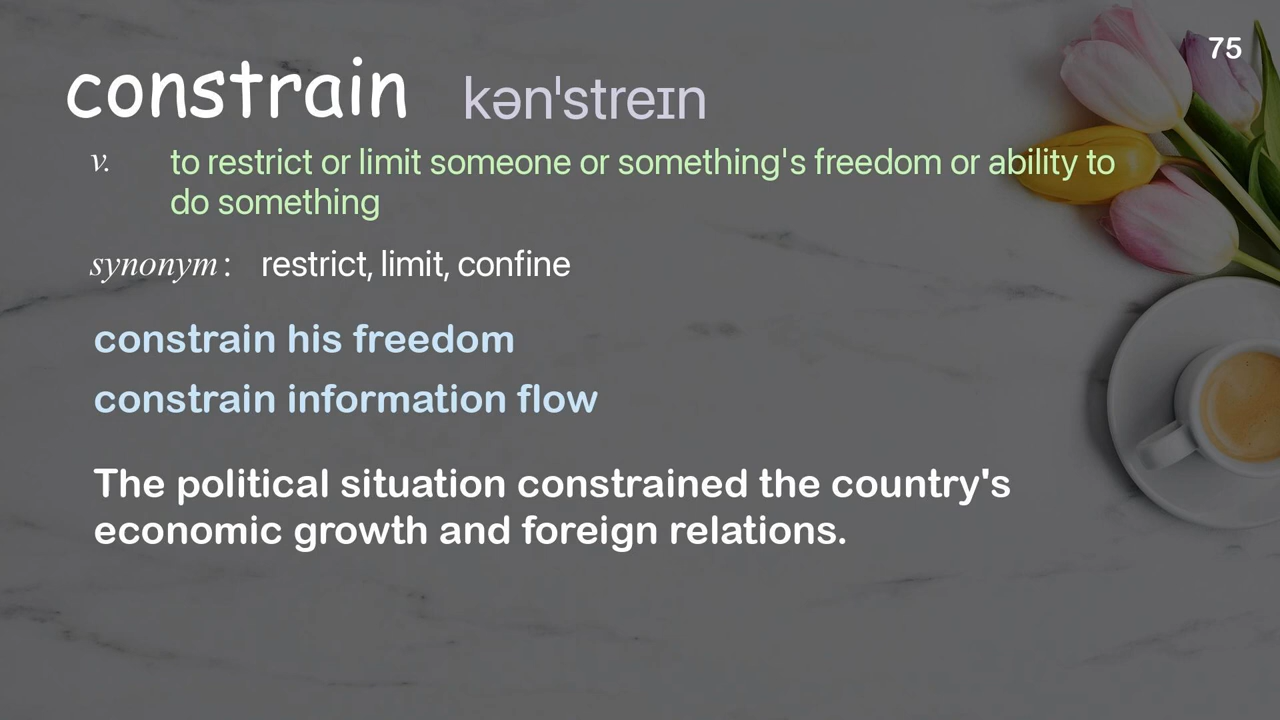 75
constrain kən'streɪn
v. to restrict or limit someone or something's freedom or ability to
do something
synonym : restrict, limit, confine
constrain his freedom
constrain information flow
The political situation constrained the country's
economic growth and foreign relations.